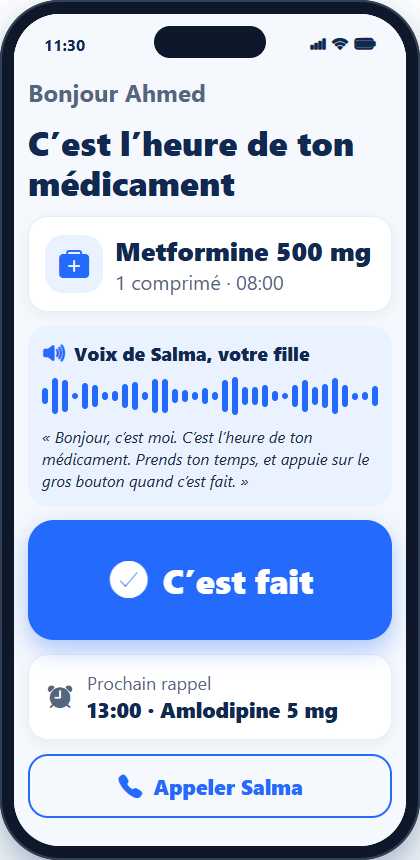 11:30
Bonjour Ahmed
C’est l’heure de ton
médicament
Metformine 500 mg
1 comprimé · 08:00
Voix de Salma, votre fille
« Bonjour, c’est moi. C’est l’heure de ton
médicament. Prends ton temps, et appuie sur le
gros bouton quand c’est fait. »
C’est fait
Prochain rappel
13:00 · Amlodipine 5 mg
Appeler Salma